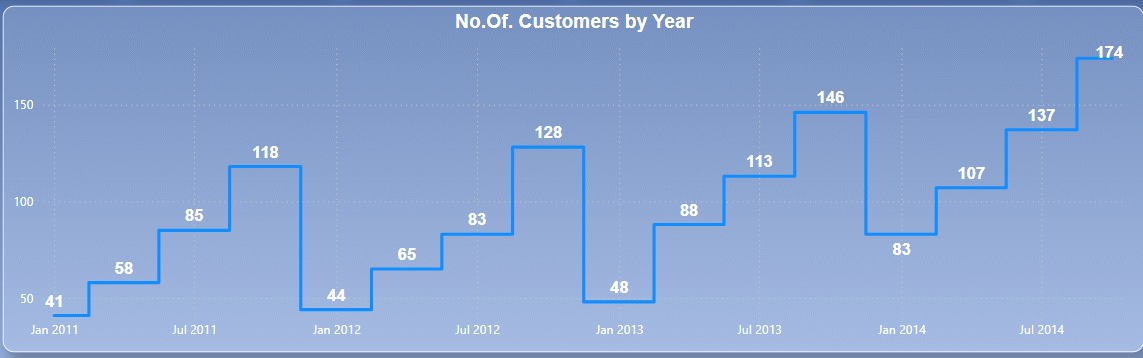 No.Of. Customers by Year
174
150
146
137
128
118
113
107
100
85
83
88
83
65
58
50
41
44
48
Jan 2011
Jul 2011
Jan 2012
Jul 2012
Jan 2013
Jul 2013
Jan 2014
Jul 2014